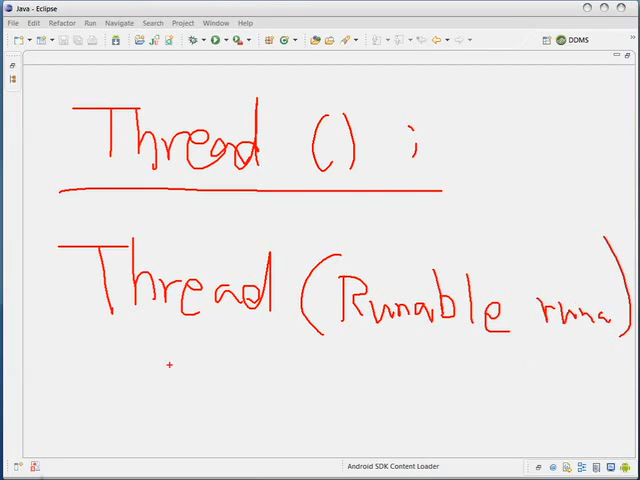 Java - Eclipse
File Edit Refactor Run Navigate Search Project Window Help
DDMS
Thread () ;
Thread (Runable runa)
Android SDK Content Loader